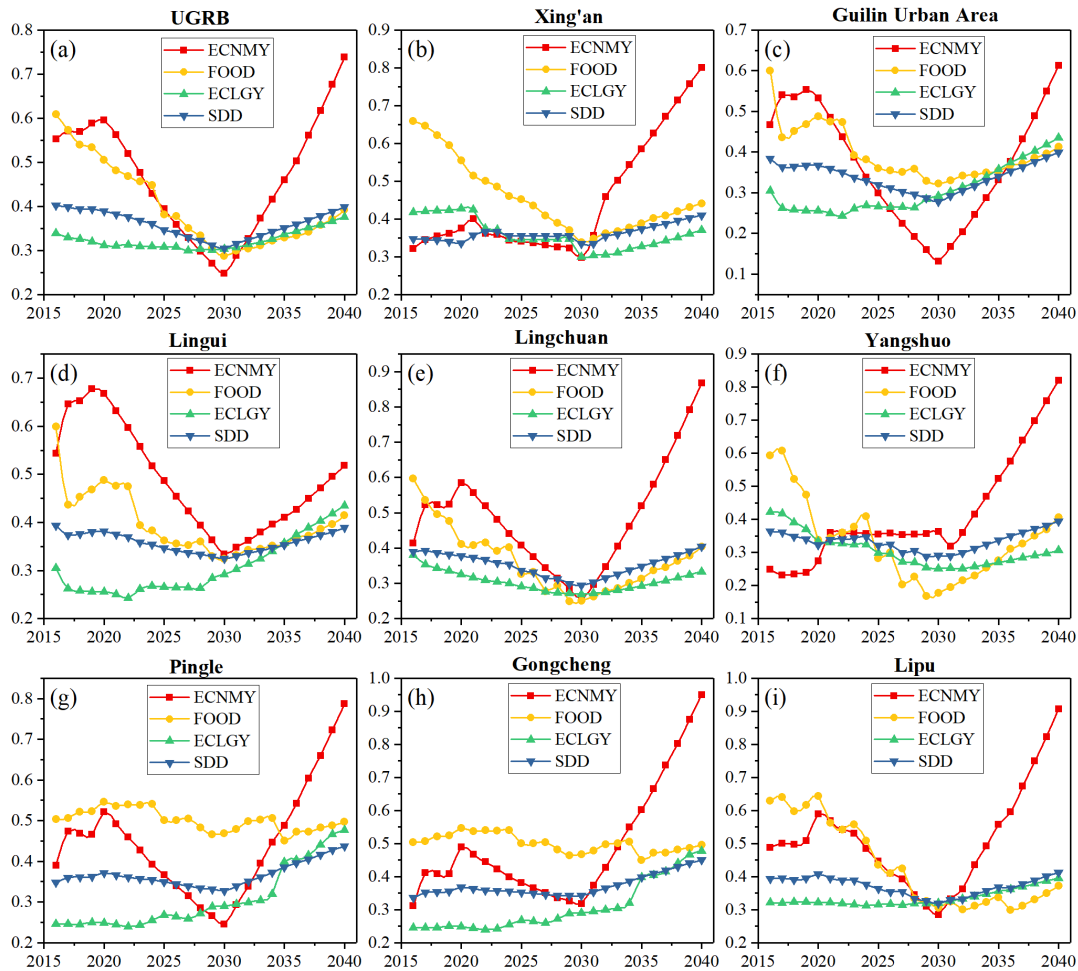 UGRB
(a)
ECNMY
FOOD
ECLGY
SDD
0.8
0.7
0.6
0.5
0.4
0.3
0.2
2015 2020 2025 2030 2035 2040
Xing'an
(b)
ECNMY
FOOD
ECLGY
SDD
0.9
0.8
0.7
0.6
0.5
0.4
0.3
0.2
2015 2020 2025 2030 2035 2040
Guilin Urban Area
(c)
ECNMY
FOOD
ECLGY
SDD
0.7
0.6
0.5
0.4
0.3
0.2
0.1
2015 2020 2025 2030 2035 2040
Lingui
(d)
ECNMY
FOOD
ECLGY
SDD
0.7
0.6
0.5
0.4
0.3
0.2
2015 2020 2025 2030 2035 2040
Lingchuan
(e)
ECNMY
FOOD
ECLGY
SDD
0.9
0.8
0.7
0.6
0.5
0.4
0.3
0.2
2015 2020 2025 2030 2035 2040
Yangshuo
(f)
ECNMY
FOOD
ECLGY
SDD
0.9
0.8
0.7
0.6
0.5
0.4
0.3
0.2
0.1
2015 2020 2025 2030 2035 2040
Pingle
(g)
ECNMY
FOOD
ECLGY
SDD
0.8
0.7
0.6
0.5
0.4
0.3
0.2
2015 2020 2025 2030 2035 2040
Gongcheng
(h)
ECNMY
FOOD
ECLGY
SDD
1.0
0.9
0.8
0.7
0.6
0.5
0.4
0.3
0.2
2015 2020 2025 2030 2035 2040
Lipu
(i)
ECNMY
FOOD
ECLGY
SDD
1.0
0.9
0.8
0.7
0.6
0.5
0.4
0.3
0.2
2015 2020 2025 2030 2035 2040